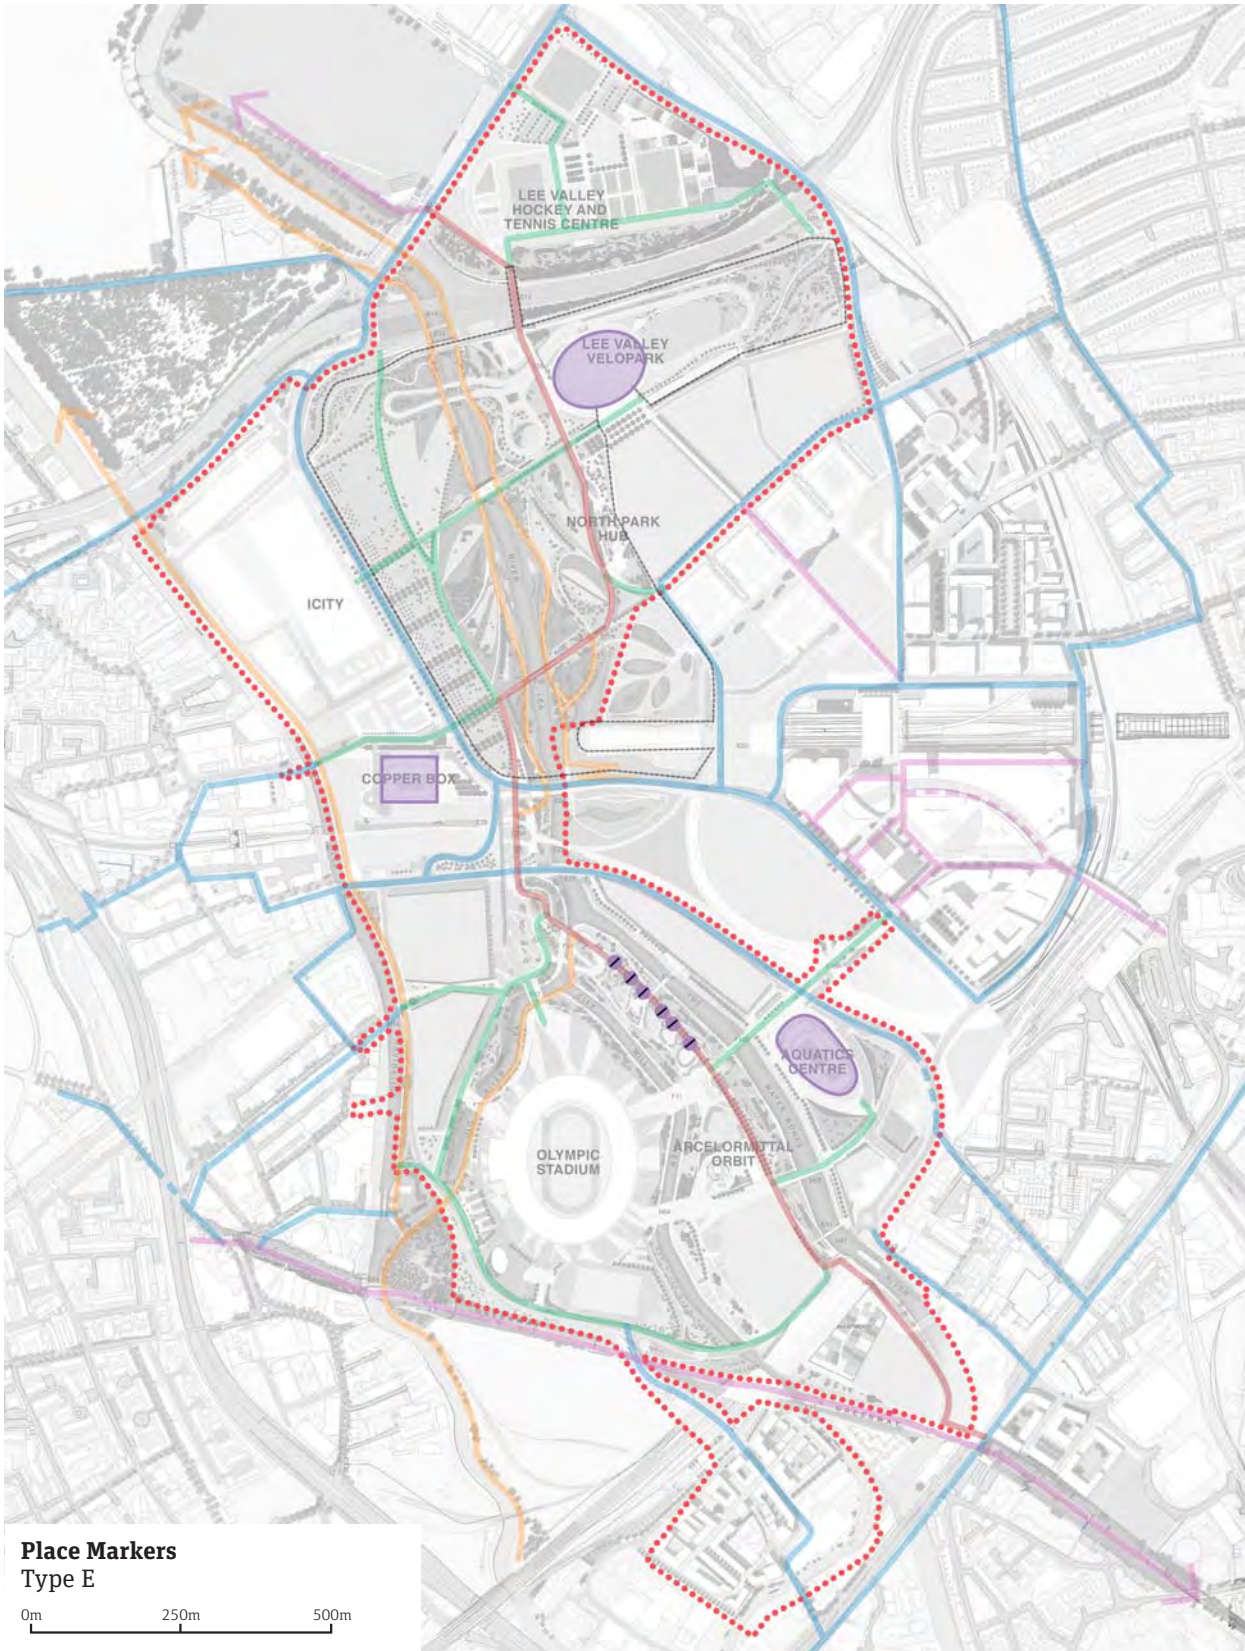 LEE VALLEY
HOCKEY AND
TENNIS CENTRE
LEE VALLEY
VELOPARK
NORTH PARK
HUB
ICITY
COPPER BOX
AQUATICS
CENTRE
OLYMPIC
STADIUM
ARCELORMITTAL
ORBIT
GREENWAY
Place Markers
Type E
0m 250m 500m